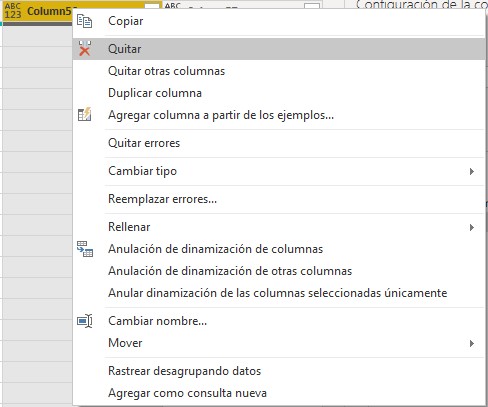 ABC
123
Column5
Configuración de la co
Copiar
Quitar
Quitar otras columnas
Duplicar columna
Agregar columna a partir de los ejemplos...
Quitar errores
Cambiar tipo
Reemplazar errores...
Rellenar
Anulación de dinamización de columnas
Anulación de dinamización de otras columnas
Anular dinamización de las columnas seleccionadas únicamente
Cambiar nombre...
Mover
Rastrear desagrupando datos
Agregar como consulta nueva